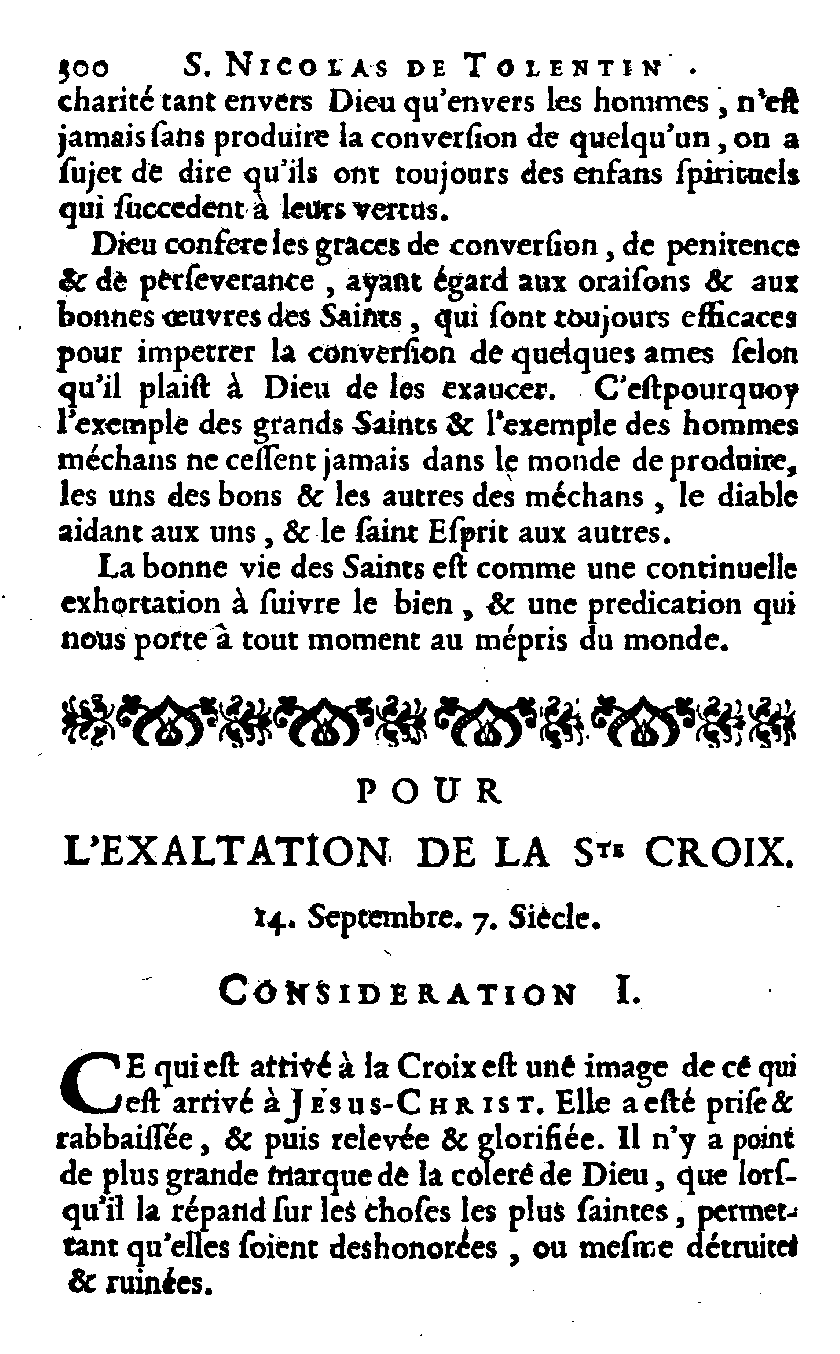 300 S. NICOLAS DE TOLENTIN.
charité tant envers Dieu qu'envers les hommes, n'eſt
jamais ſans produire la converſion de quelqu'un, on a
ſujet de dire qu'ils ont toujours des enfans ſpirituels
qui ſuccedent à leurs vertus.
Dieu confere les graces de converſion, de penitence
& de perſeverance, ayant égard aux oraiſons & aux
bonnes œuvres des Saints, qui ſont toujours efficaces
pour impetrer la converſion de quelques ames ſelon
qu'il plaiſt à Dieu de les exaucer. C'eſtpourquoy
l'exemple des grands Saints & l'exemple des hommes
méchans ne ceſſent jamais dans le monde de produire,
les uns des bons & les autres des méchans, le diable
aidant aux uns, & le ſaint Eſprit aux autres.
La bonne vie des Saints eſt comme une continuelle
exhortation à ſuivre le bien, & une predication qui
nous porte à tout moment au mépris du monde.
POUR
L'EXALTATION DE LA STE CROIX.
14. Septembre. 7. Siècle.
CONSIDERATION I.
CE qui eſt arrivé à la Croix eſt une image de ce qui
eſt arrivé à JESUS-CHRIST. Elle a eſté priſe &
rabbaiſſée, & puis relevée & glorifiée. Il n'y a point
de plus grande marque de la colere de Dieu, que lorſ-
qu'il la répand ſur les choſes les plus ſaintes, permet-
tant qu'elles ſoient deshonorées, ou meſme détruites
& ruinées.